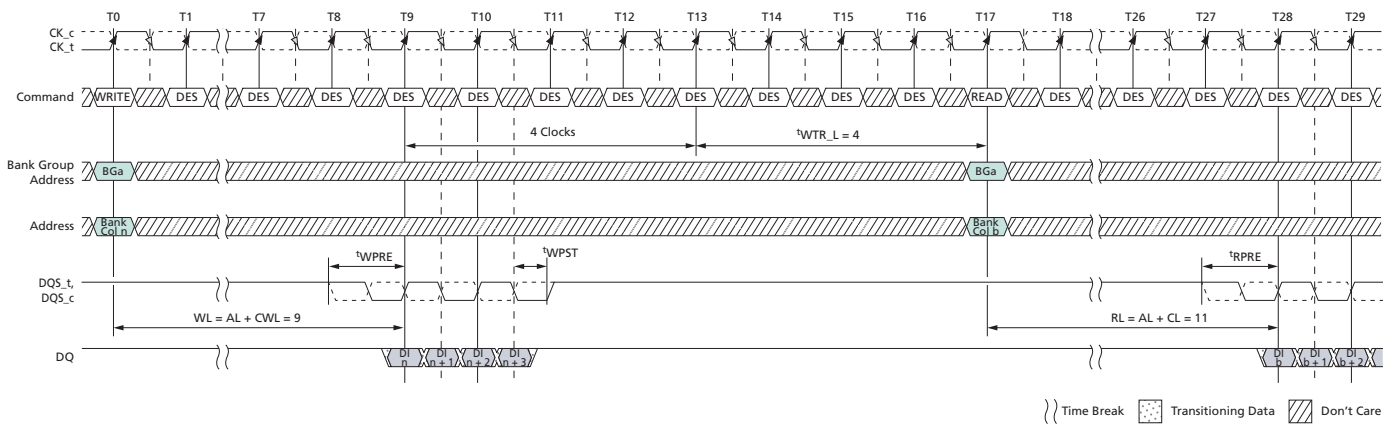 T0 T1 T7 T8 T9 T10 T11 T12 T13 T14 T15 T16 T17 T18 T26 T27 T28 T29
CK_c
CK_t
Command WRITE DES DES DES DES DES DES DES DES DES DES DES READ DES DES DES DES DES
4 Clocks tWTR_L = 4
Bank Group
Address BGa BGa
Address Bank
Col n Bank
Col b
tWPRE tWPST tRPRE
DQS_t,
DQS_c
WL = AL + CWL = 9 RL = AL + CL = 11
DQ DI
n DI
n + 1 DI
n + 2 DI
n + 3 DI
b DI
b + 1 DI
b + 2
Time Break Transitioning Data Don't Care